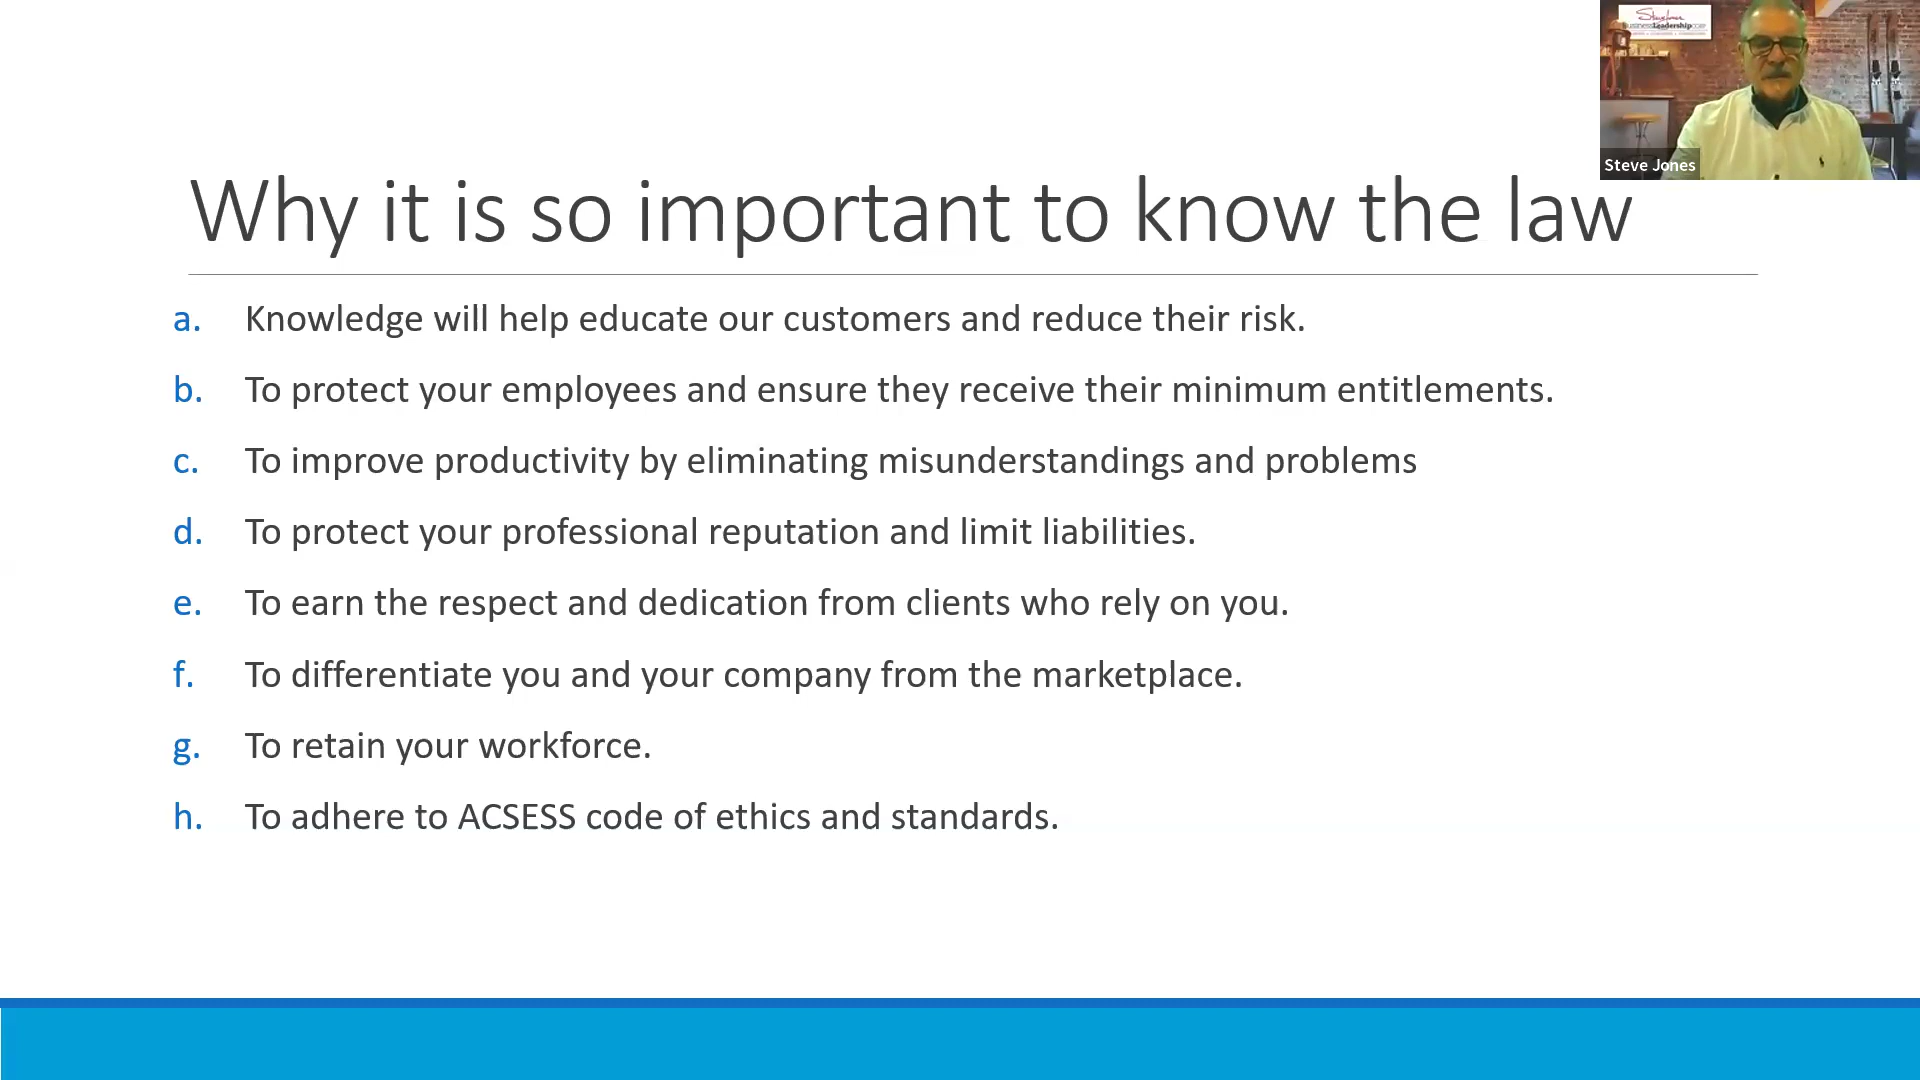 Steve Jones
Leadership
Steve Jones
Why it is so important to know the law
a. Knowledge will help educate our customers and reduce their risk.
b. To protect your employees and ensure they receive their minimum entitlements.
c. To improve productivity by eliminating misunderstandings and problems
d. To protect your professional reputation and limit liabilities.
e. To earn the respect and dedication from clients who rely on you.
f. To differentiate you and your company from the marketplace.
g. To retain your workforce.
h. To adhere to ACSESS code of ethics and standards.